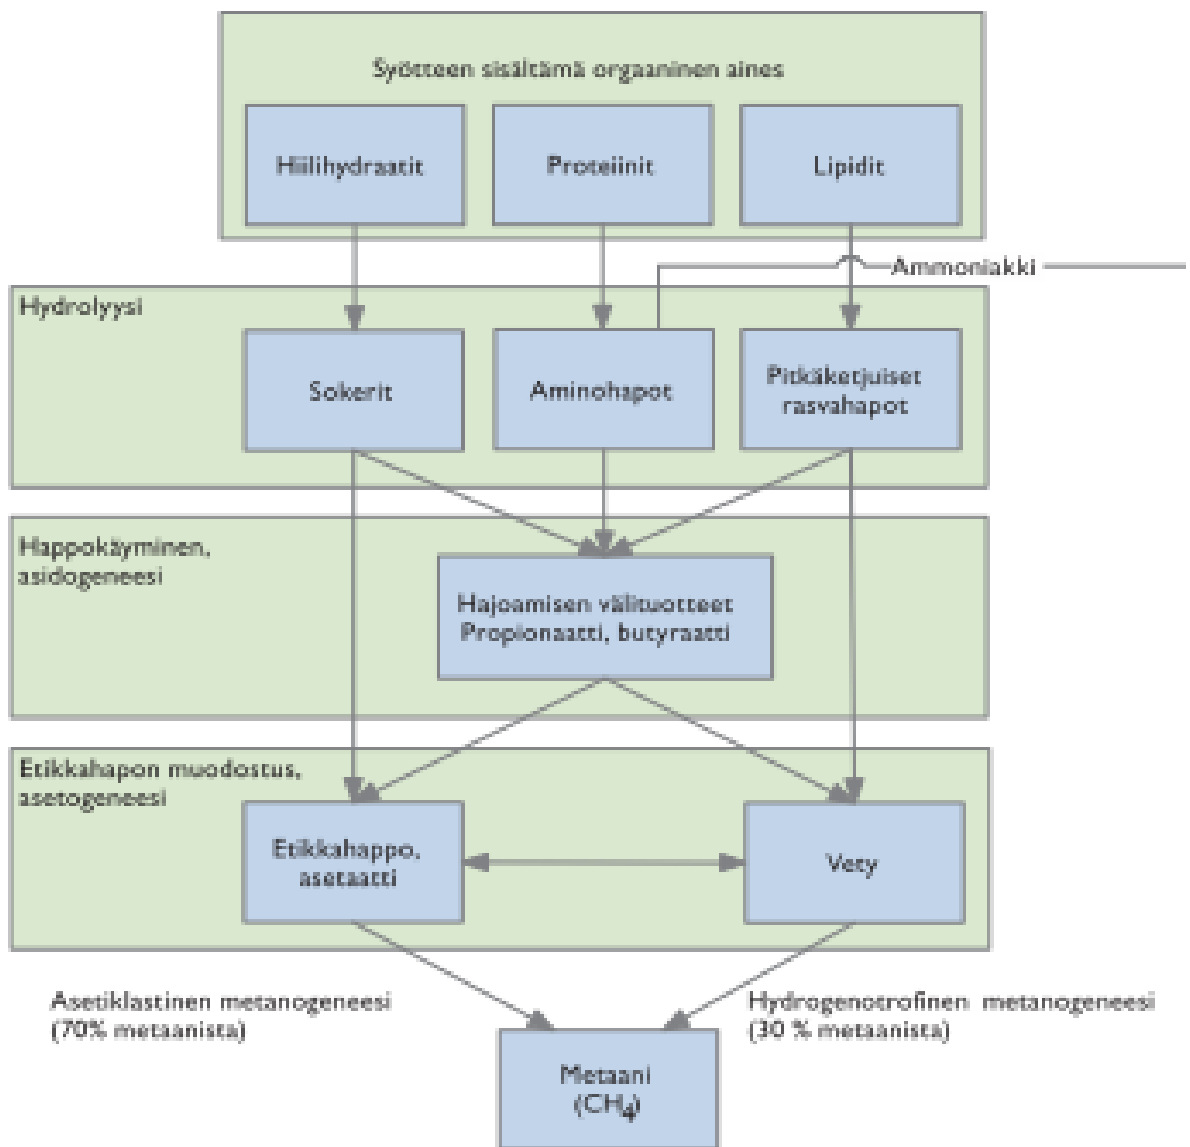 Syötteen sisältämä orgaaninen aines
Hiilihydraatit
Proteiinit
Lipidit
Ammoniakki
Hydrolyysi
Sokerit
Aminohapot
Pitkäketjuiset
rasvahapot
Happokäyminen,
asidogeneesi
Hajoamisen välituotteet
Propionaatti, butyraatti
Etikkahapon muodostus,
asetogeneesi
Etikkahappo,
asetaatti
Vety
Asetiklastinen metanogeneesi
(70% metaanista)
Hydrogenotrofinen metanogeneesi
(30 % metaanista)
Metaani
(CH4)